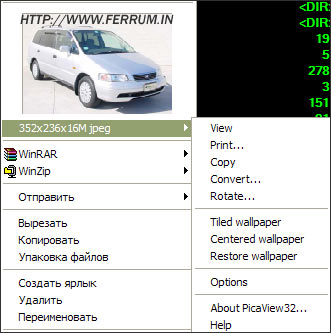 HTTP://WWW.FERRUM.IN
<DIR:
<DIR:
19
5
278
3
151
352x236x16M jpeg
WinRAR
WinZip
Отправить
Вырезать
Копировать
Упаковка файлов
Создать ярлык
Удалить
Переименовать
View
Print...
Copy
Convert...
Rotate...
Tiled wallpaper
Centered wallpaper
Restore wallpaper
Options
About PicaView32...
Help